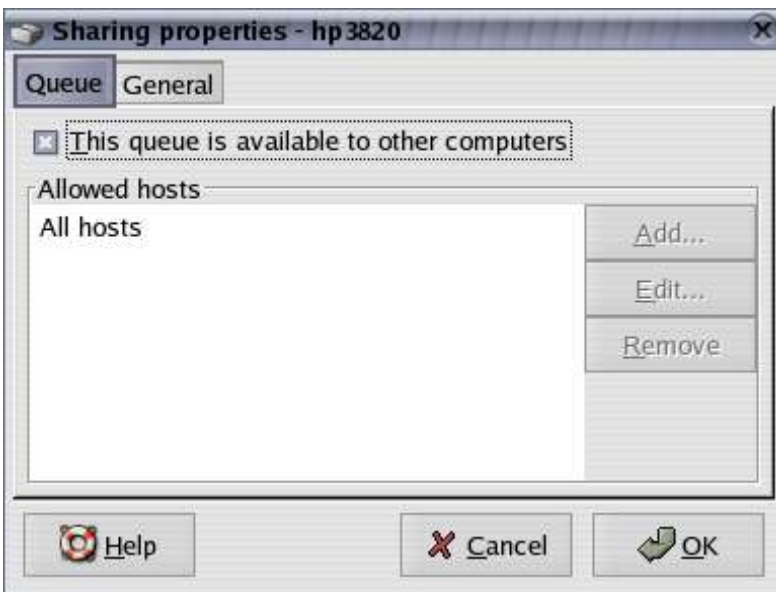 Sharing properties - hp3820
Queue General
This queue is available to other computers
Allowed hosts
All hosts
Add...
Edit...
Remove
Help Cancel OK